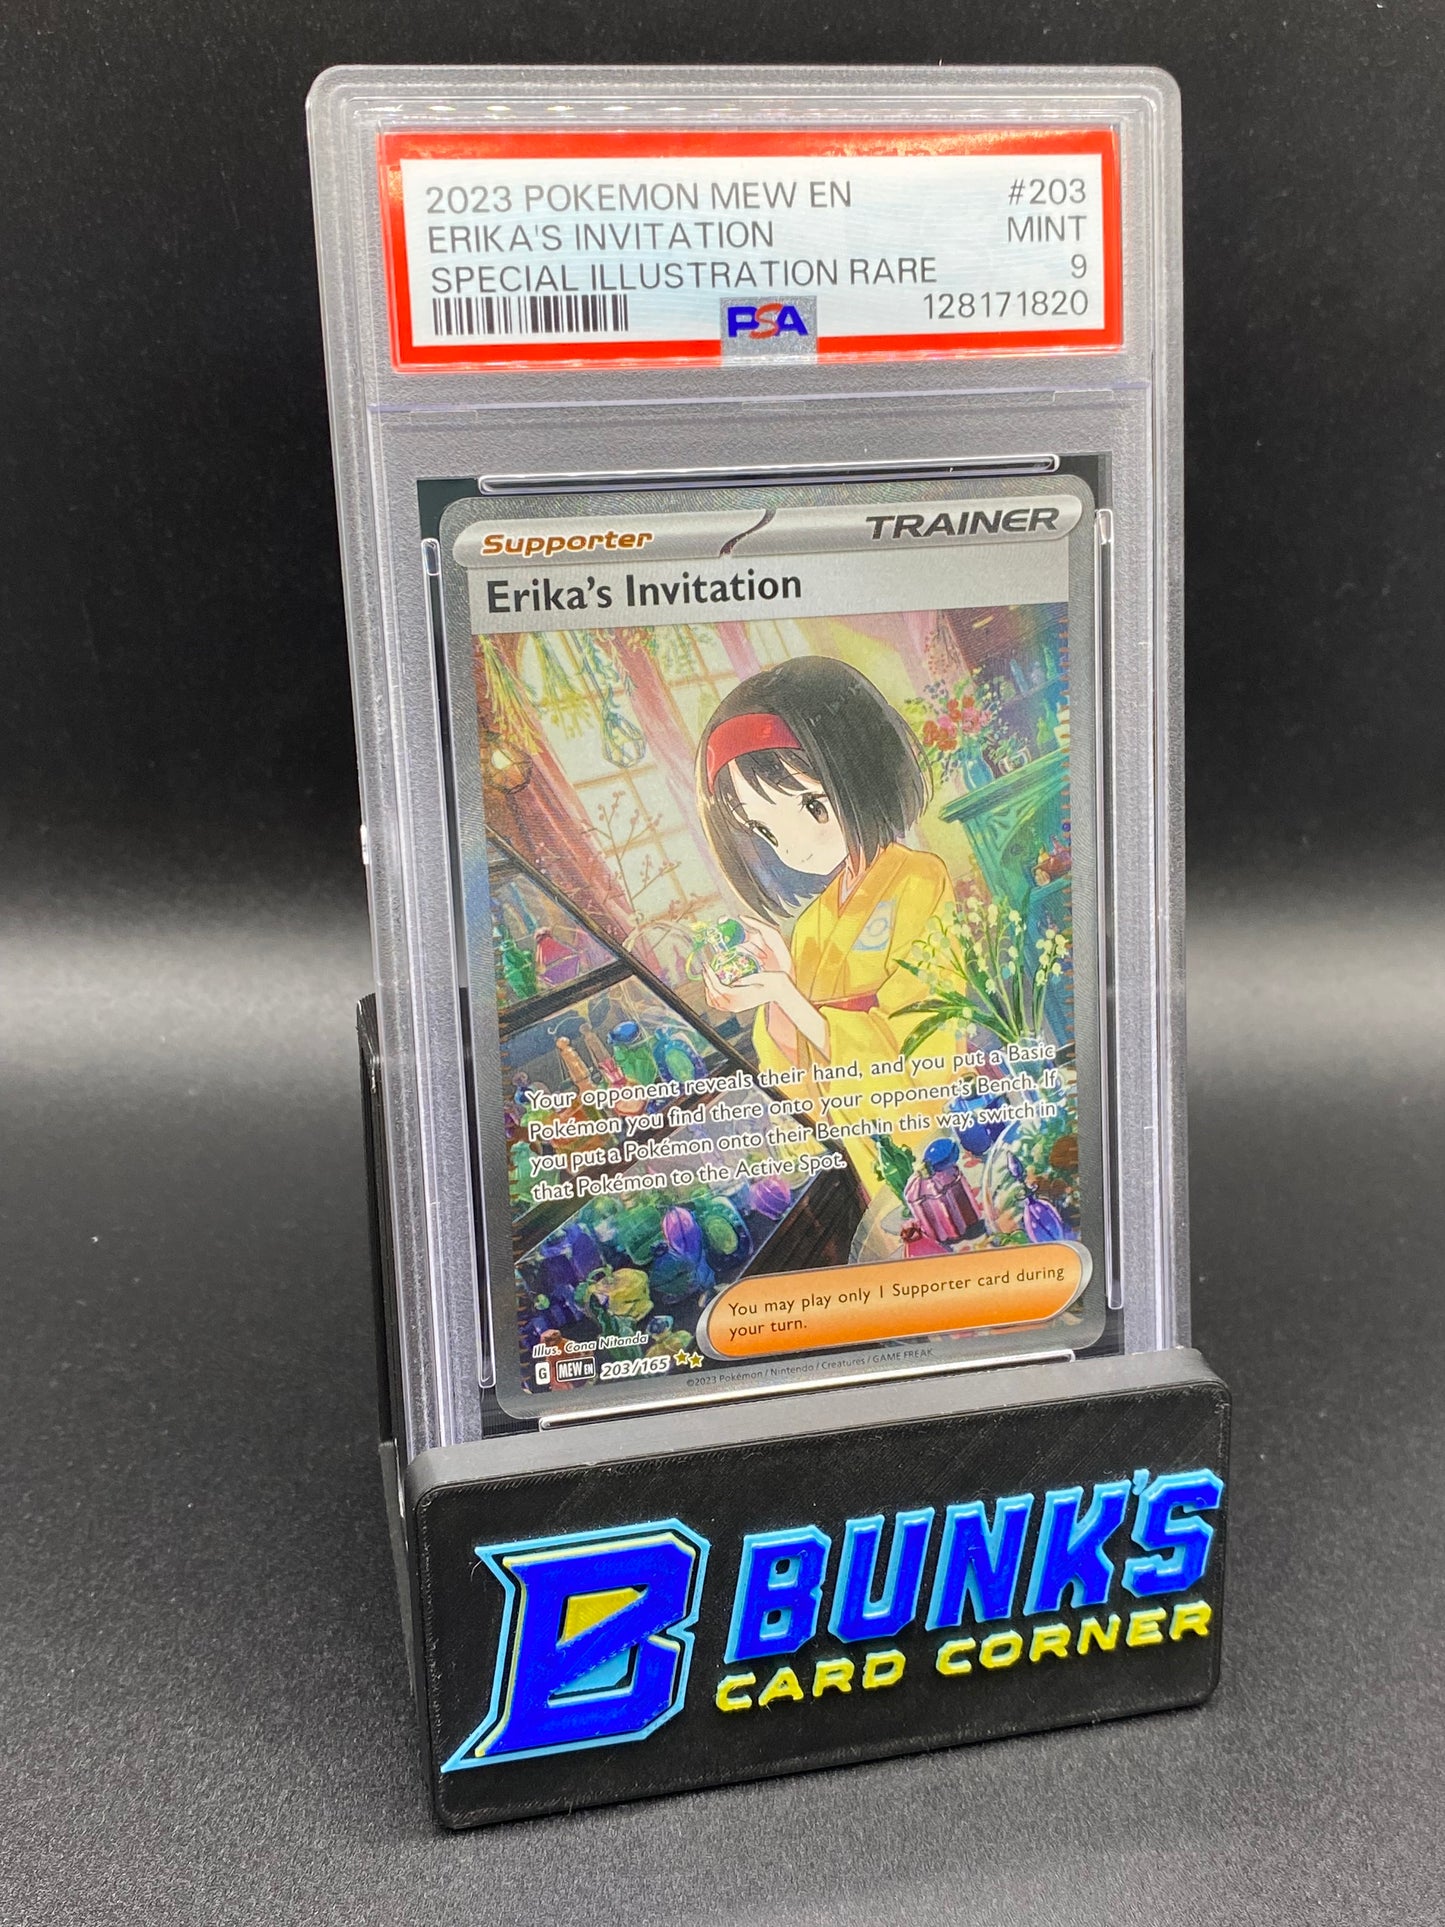 2023 POKEMON MEW EN #203
ERIKA'S INVITATION MINT
SPECIAL ILLUSTRATION RARE 9
PSA 128171820
Supporter TRAINER
Erika's Invitation
Your opponent reveals their hand, and you put a Basic
Pokémon you find there onto your opponent's Bench. If
you put a Pokémon onto their Bench in this way, switch in
that Pokémon to the Active Spot.
You may play only 1 Supporter card during
your turn.
Illus. Cona Nitanda
G MEW EN 203/165
©2023 Pokémon / Nintendo / Creatures / GAME FREAK
B BUNK'S
CARD CORNER